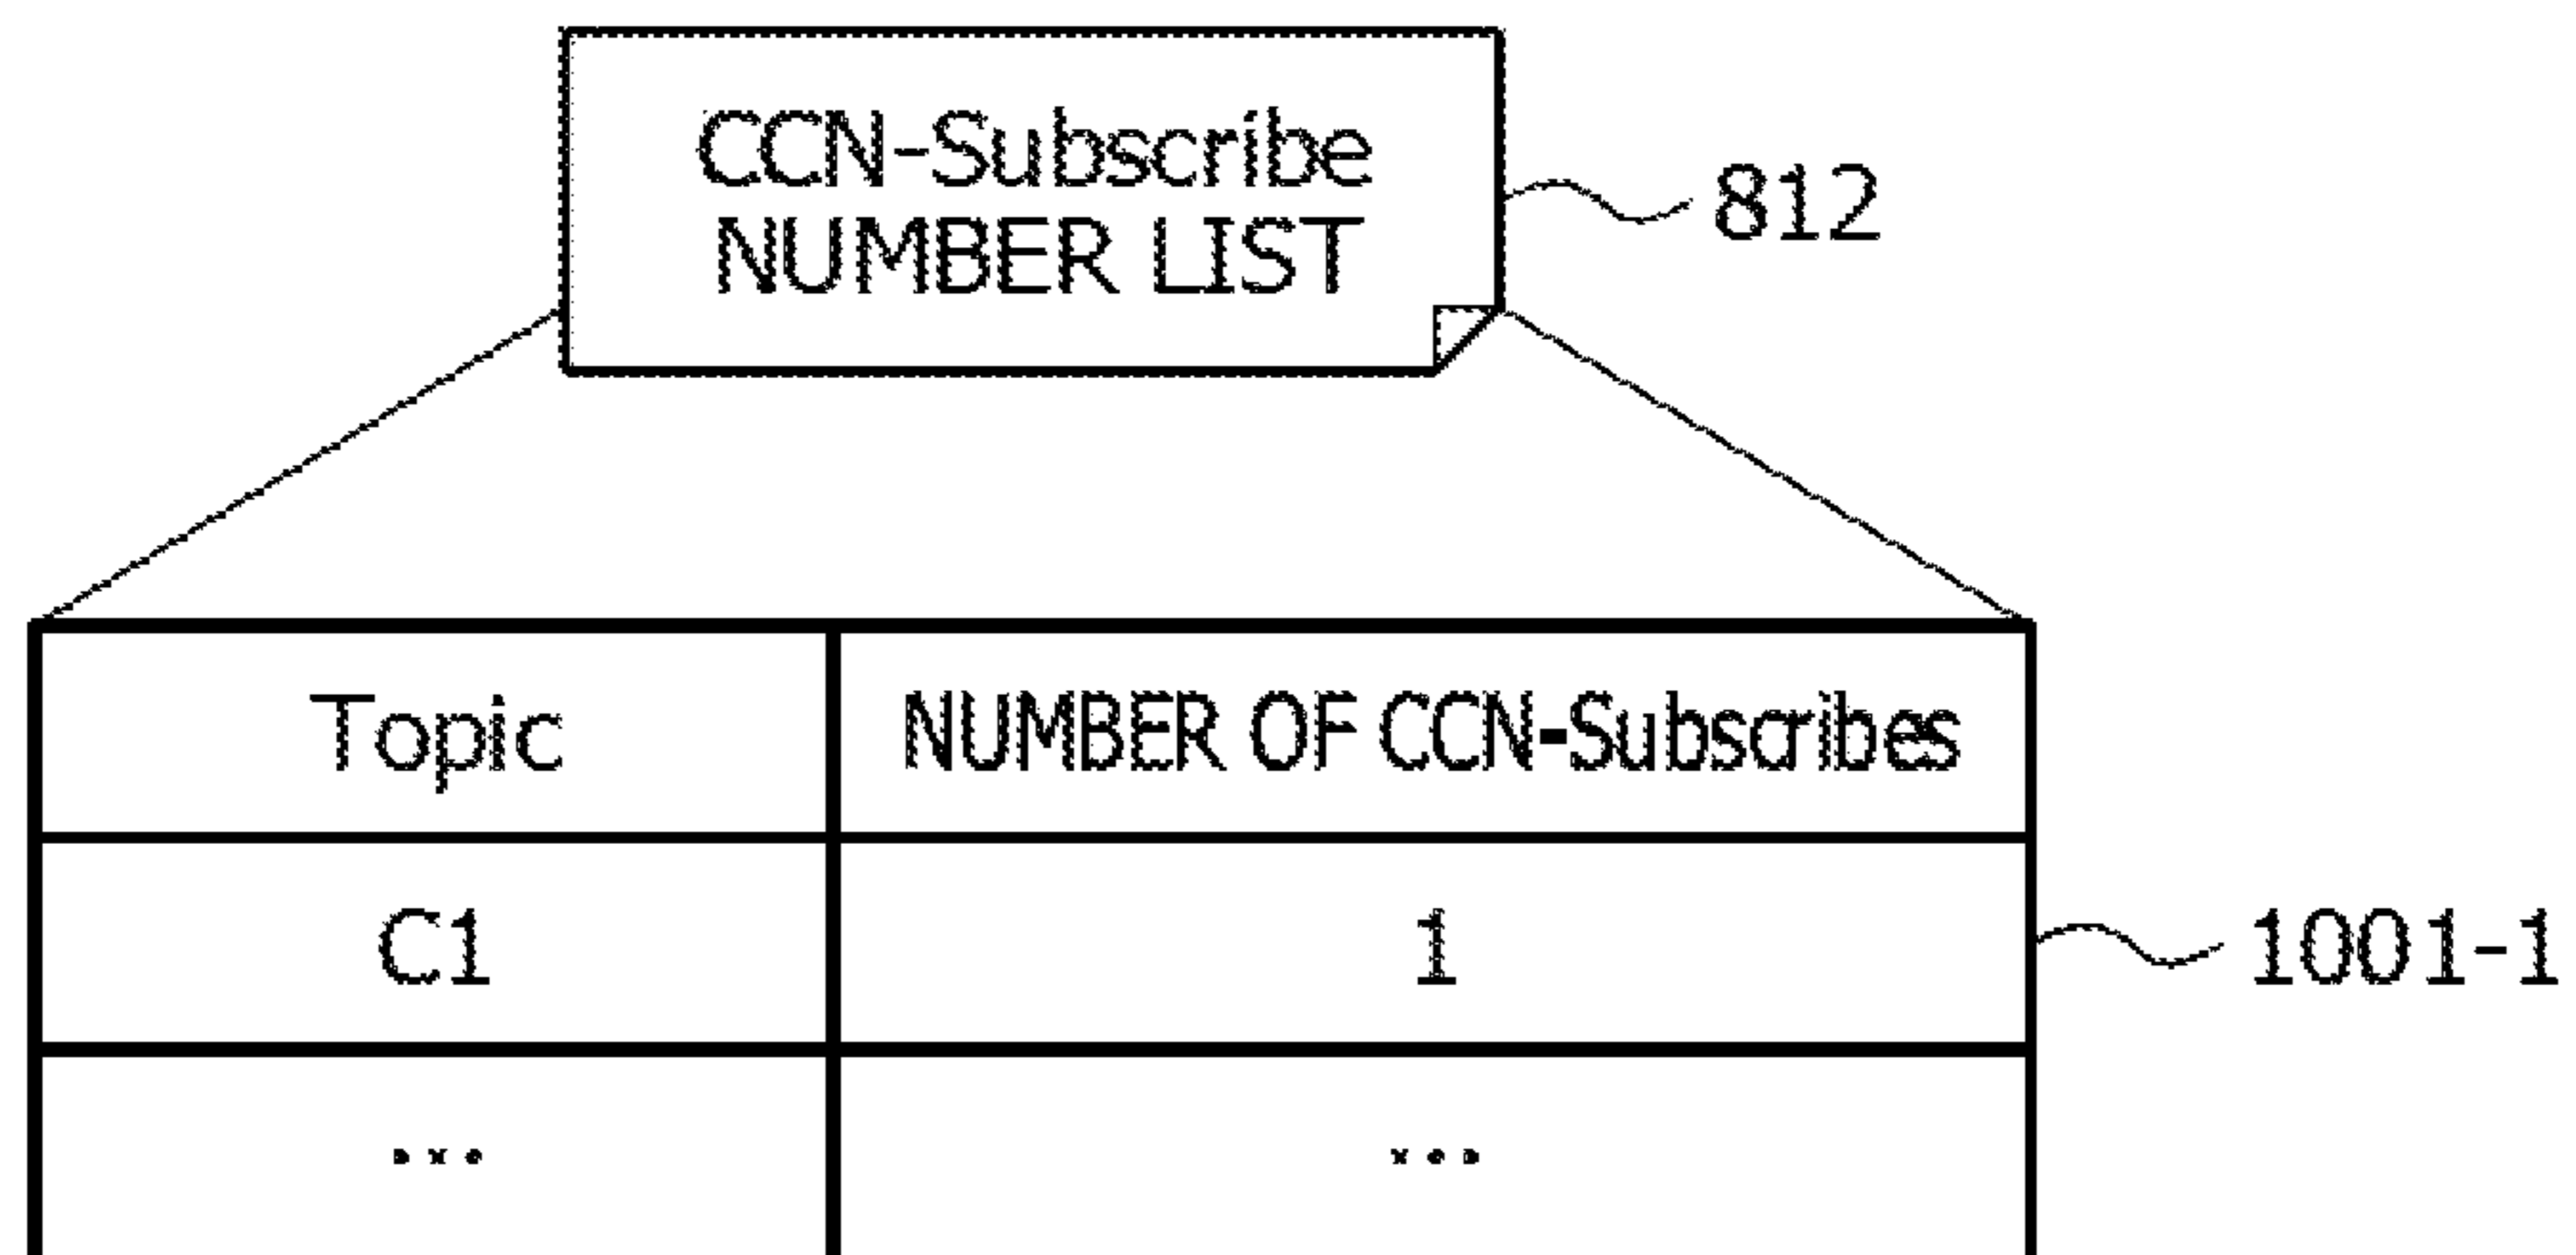 CCN-Subscribe
NUMBER LIST
812
Topic
NUMBER OF CCN-Subscribes
C1
1
1001-1
...
...